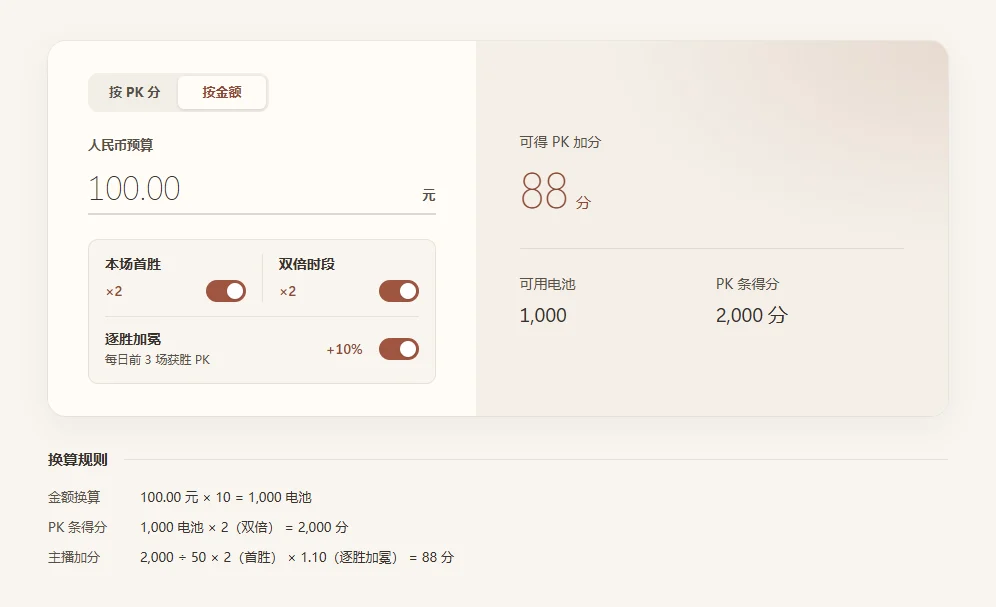 按 PK 分 按金额
人民币预算
100.00 元
本场首胜
×2
双倍时段
×2
逐胜加冕
每日前 3 场获胜 PK
+10%
可得 PK 加分
88 分
可用电池
1,000
PK 条得分
2,000 分
换算规则
金额换算 100.00 元 × 10 = 1,000 电池
PK 条得分 1,000 电池 × 2（双倍） = 2,000 分
主播加分 2,000 ÷ 50 × 2（首胜） × 1.10（逐胜加冕） = 88 分